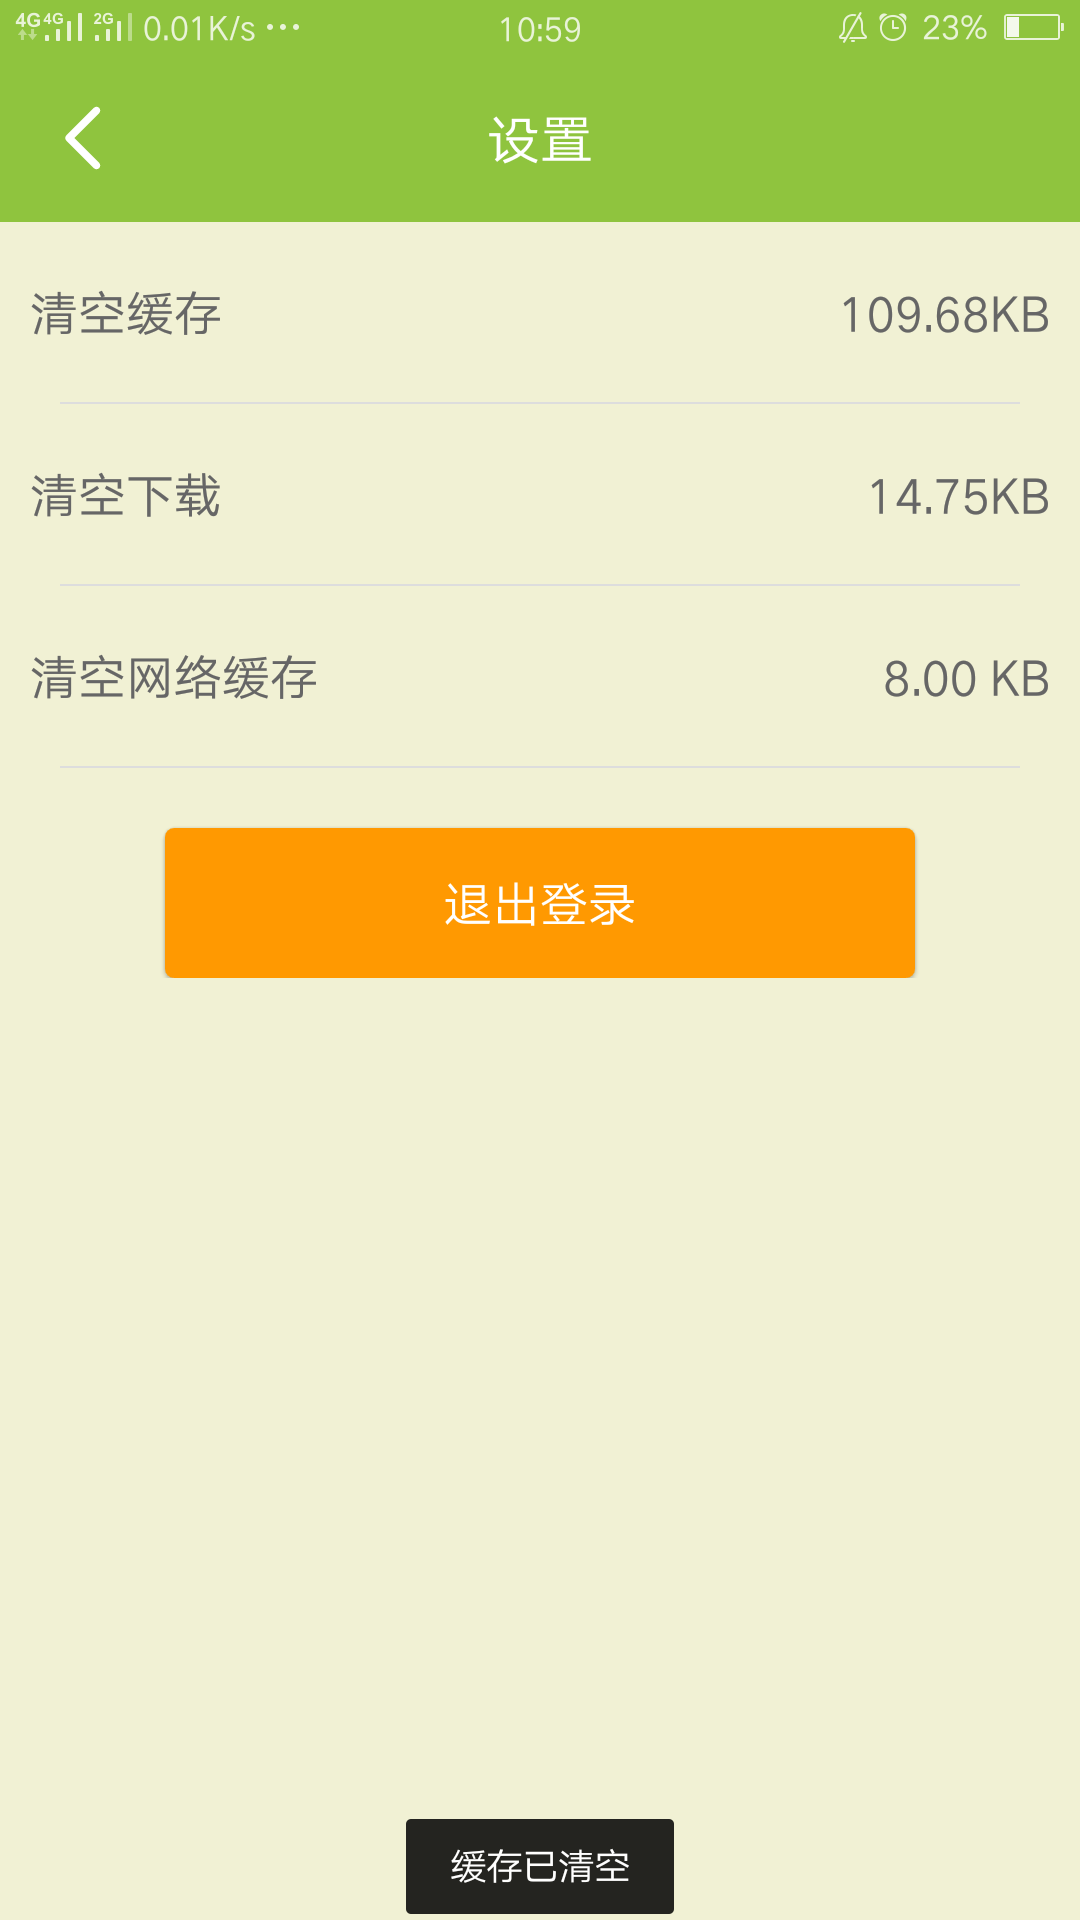 4G 4G 2G 0.01K/s ··· 10:59 23%
设置
清空缓存 109.68KB
清空下载 14.75KB
清空网络缓存 8.00 KB
退出登录
缓存已清空